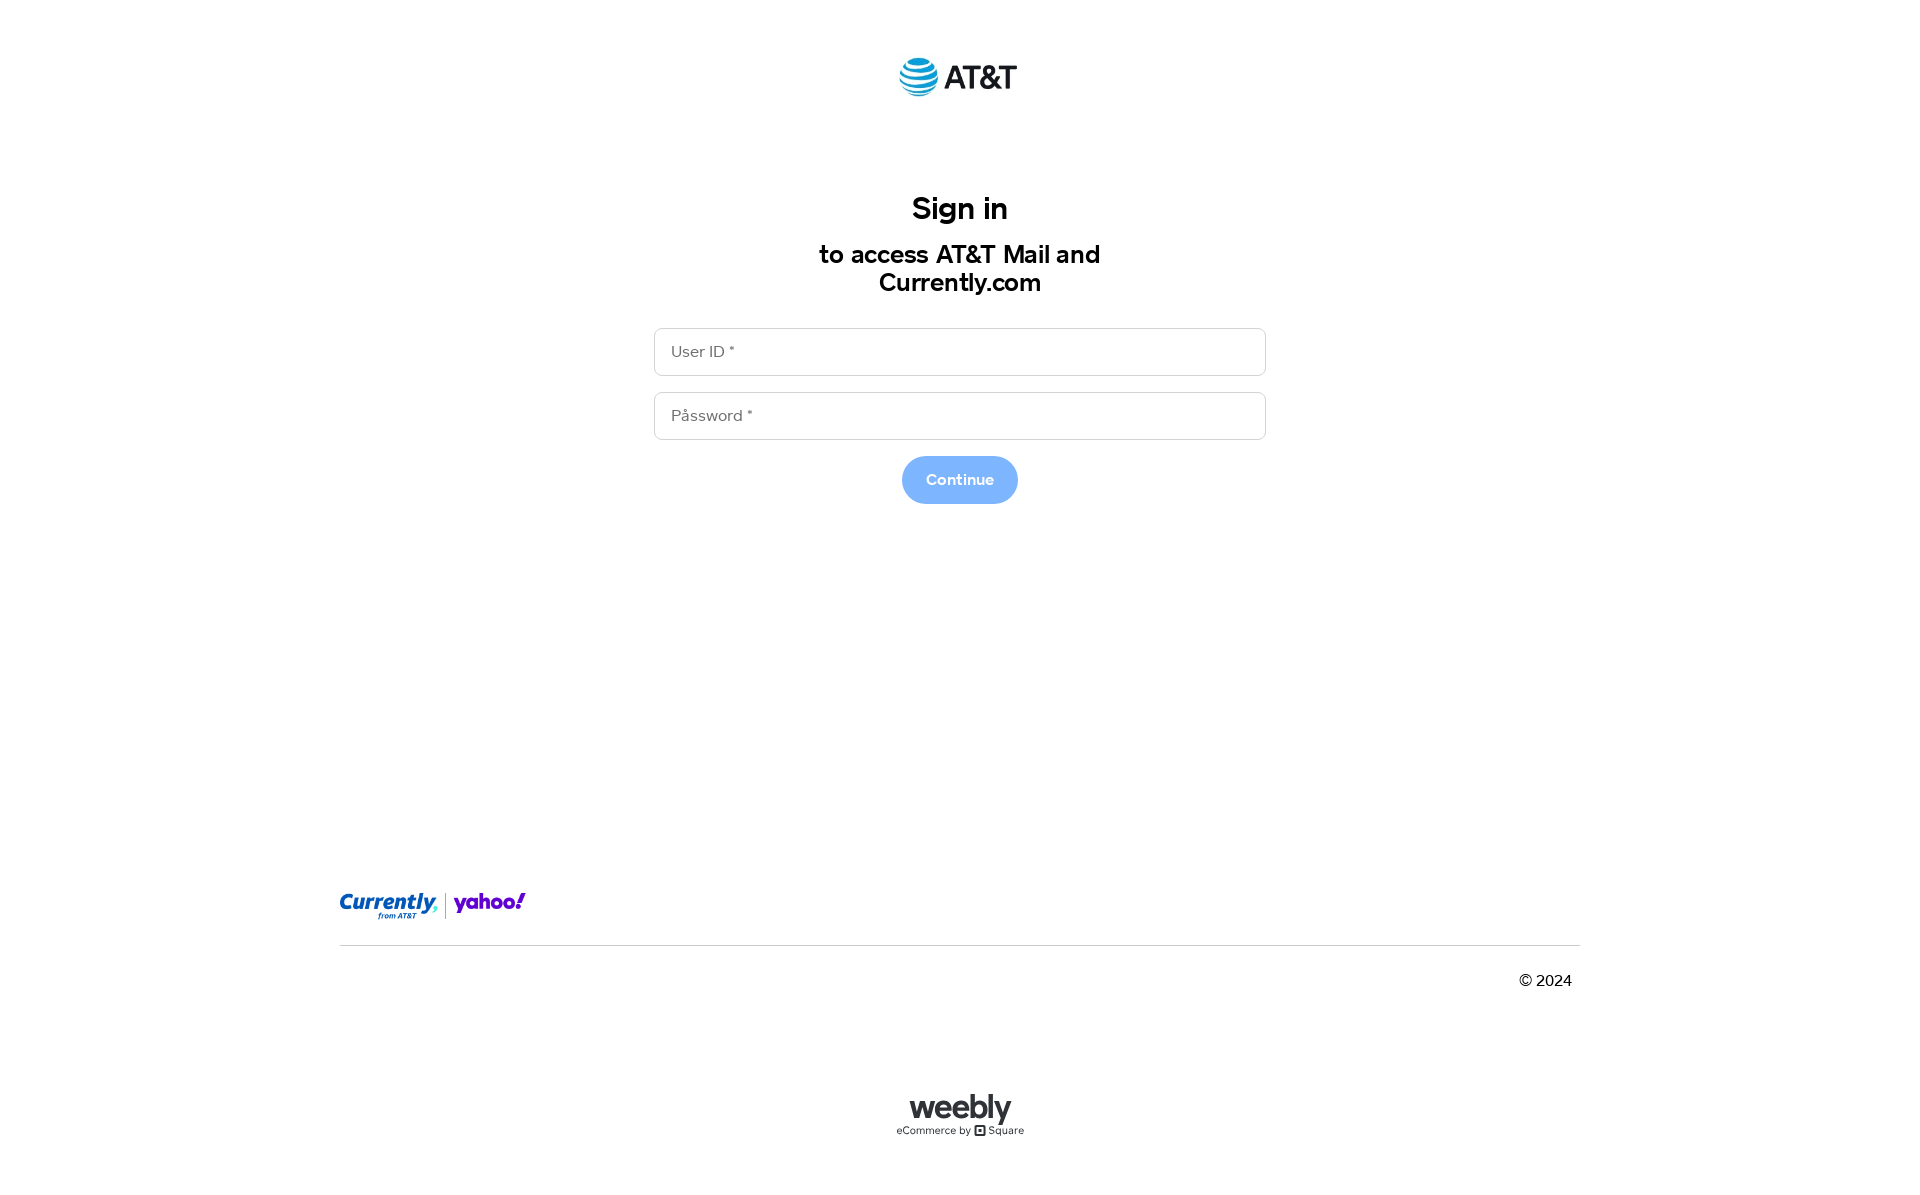 AT&T
Sign in
to access AT&T Mail and
Currently.com
User ID *
Påssword *
Continue
Currently, yahoo!
from AT&T
© 2024
weebly
eCommerce by Square